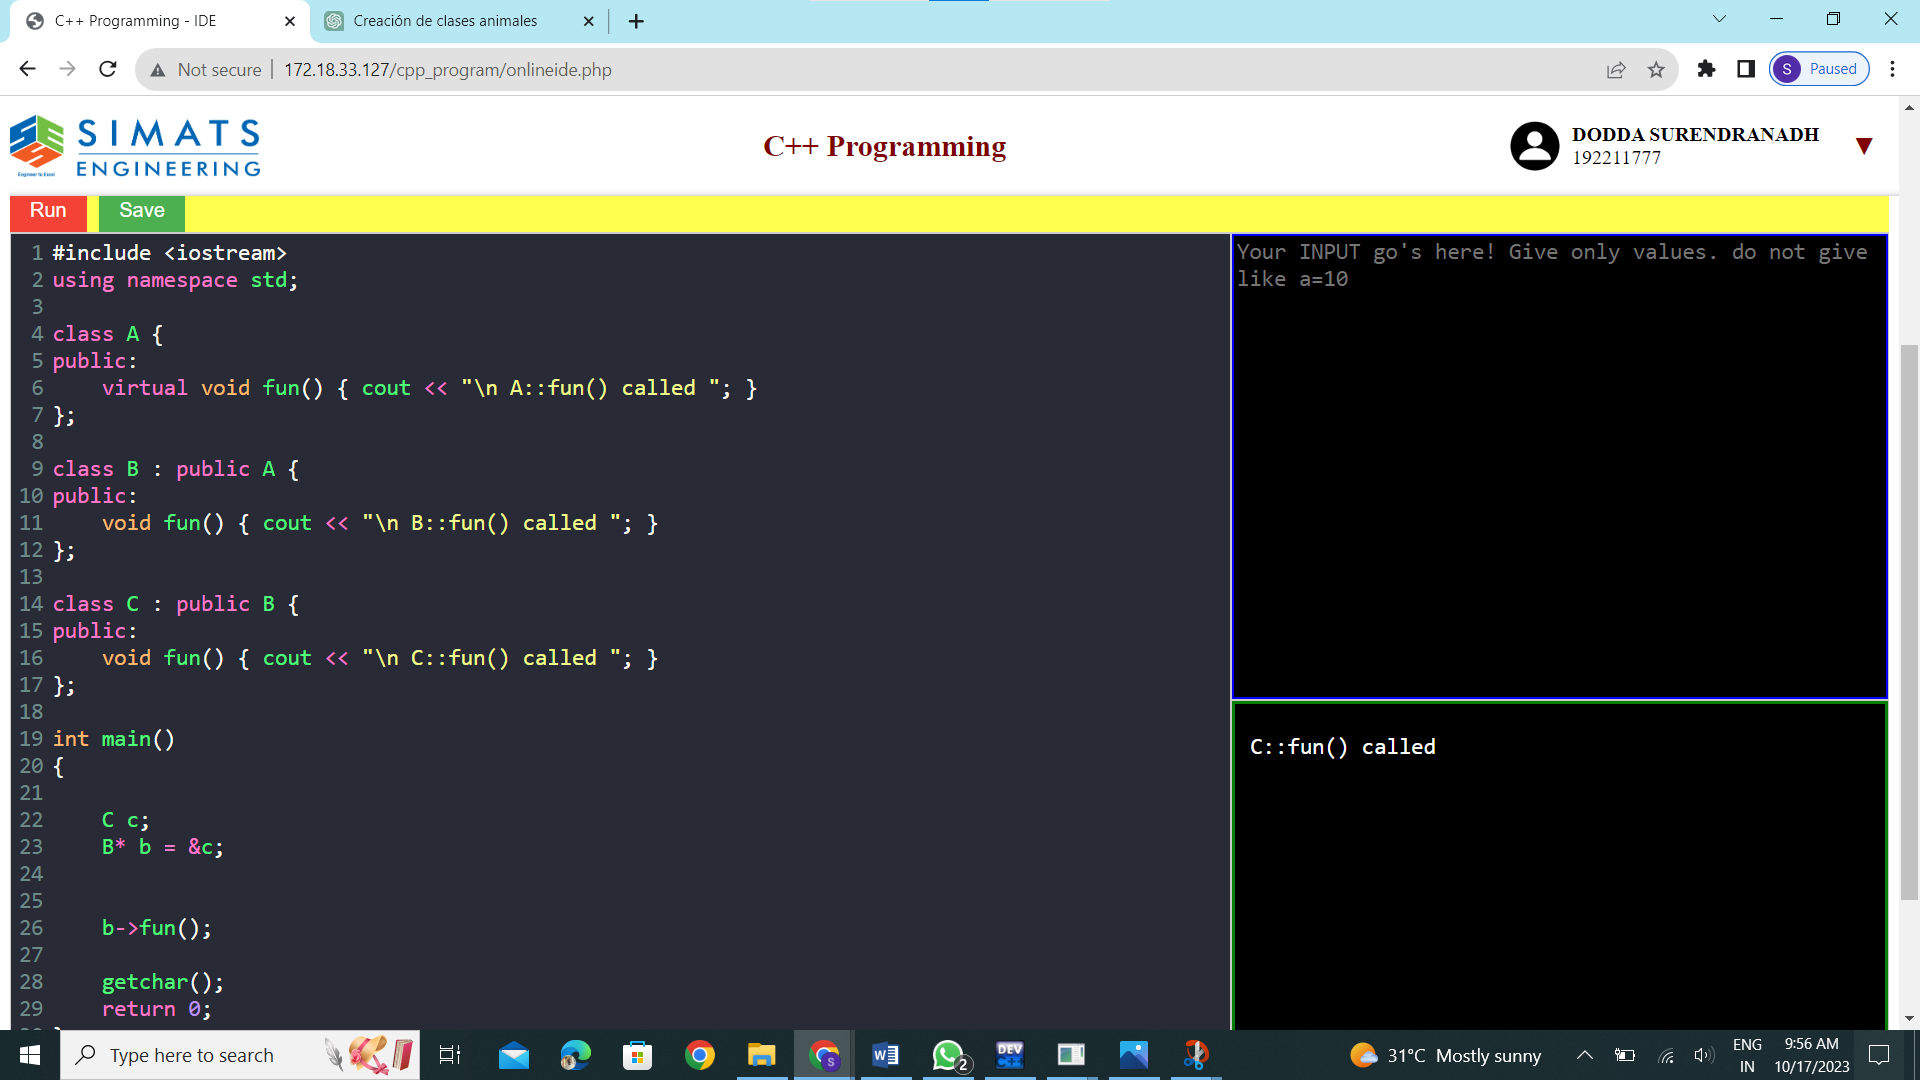 C++ Programming - IDE
Creación de clases animales
Not secure
172.18.33.127/cpp_program/onlineide.php
S
Paused
SIMATS
ENGINEERING
Engineer to Excel
C++ Programming
DODDA SURENDRANADH
192211777
Run
Save
1 #include <iostream>
2 using namespace std;
3
4 class A {
5 public:
6     virtual void fun() { cout << "\n A::fun() called "; }
7 };
8
9 class B : public A {
10 public:
11     void fun() { cout << "\n B::fun() called "; }
12 };
13
14 class C : public B {
15 public:
16     void fun() { cout << "\n C::fun() called "; }
17 };
18
19 int main()
20 {
21
22     C c;
23     B* b = &c;
24
25
26     b->fun();
27
28     getchar();
29     return 0;
Your INPUT go's here! Give only values. do not give
like a=10
C::fun() called
Type here to search
S
DEV
C++
2
31°C Mostly sunny
ENG
IN
9:56 AM
10/17/2023